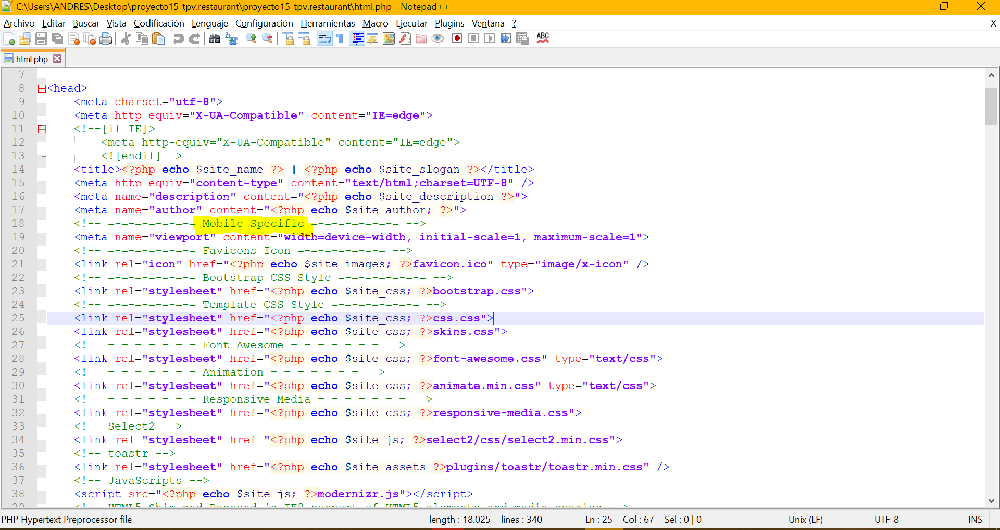 C:\Users\ANDRES\Desktop\proyecto15_tpv.restaurant\proyecto15_tpv.restaurant\html.php - Notepad++
Archivo Editar Buscar Vista Codificación Lenguaje Configuración Herramientas Macro Ejecutar Plugins Ventana ? X
ABC
html.php
7
8 <head>
9 <meta charset="utf-8">
10 <meta http-equiv="X-UA-Compatible" content="IE=edge">
11 <!--[if IE]>
12 <meta http-equiv="X-UA-Compatible" content="IE=edge">
13 <![endif]-->
14 <title><?php echo $site_name ?> | <?php echo $site_slogan ?></title>
15 <meta http-equiv="content-type" content="text/html;charset=UTF-8" />
16 <meta name="description" content="<?php echo $site_description ?>">
17 <meta name="author" content="<?php echo $site_author; ?>">
18 <!-- =-=-=-=-=-=-= Mobile Specific =-=-=-=-=-=-= -->
19 <meta name="viewport" content="width=device-width, initial-scale=1, maximum-scale=1">
20 <!-- =-=-=-=-=-=-= Favicons Icon =-=-=-=-=-=-= -->
21 <link rel="icon" href="<?php echo $site_images; ?>favicon.ico" type="image/x-icon" />
22 <!-- =-=-=-=-=-=-= Bootstrap CSS Style =-=-=-=-=-=-= -->
23 <link rel="stylesheet" href="<?php echo $site_css; ?>bootstrap.css">
24 <!-- =-=-=-=-=-=-= Template CSS Style =-=-=-=-=-=-= -->
25 <link rel="stylesheet" href="<?php echo $site_css; ?>css.css">
26 <link rel="stylesheet" href="<?php echo $site_css; ?>skins.css">
27 <!-- =-=-=-=-=-=-= Font Awesome =-=-=-=-=-=-= -->
28 <link rel="stylesheet" href="<?php echo $site_css; ?>font-awesome.css" type="text/css">
29 <!-- =-=-=-=-=-=-= Animation =-=-=-=-=-=-= -->
30 <link rel="stylesheet" href="<?php echo $site_css; ?>animate.min.css" type="text/css">
31 <!-- =-=-=-=-=-=-= Responsive Media =-=-=-=-=-=-= -->
32 <link rel="stylesheet" href="<?php echo $site_css; ?>responsive-media.css">
33 <!-- Select2 -->
34 <link rel="stylesheet" href="<?php echo $site_js; ?>select2/css/select2.min.css">
35 <!-- toastr -->
36 <link rel="stylesheet" href="<?php echo $site_assets ?>plugins/toastr/toastr.min.css" />
37 <!-- JavaScripts -->
38 <script src="<?php echo $site_js; ?>modernizr.js"></script>
39 <!-- HTML5 Shim and Respond.js IE8 support of HTML5 elements and media queries -->
PHP Hypertext Preprocessor file length : 18.025 lines : 340 Ln : 25 Col : 67 Sel : 0 | 0 Unix (LF) UTF-8 INS